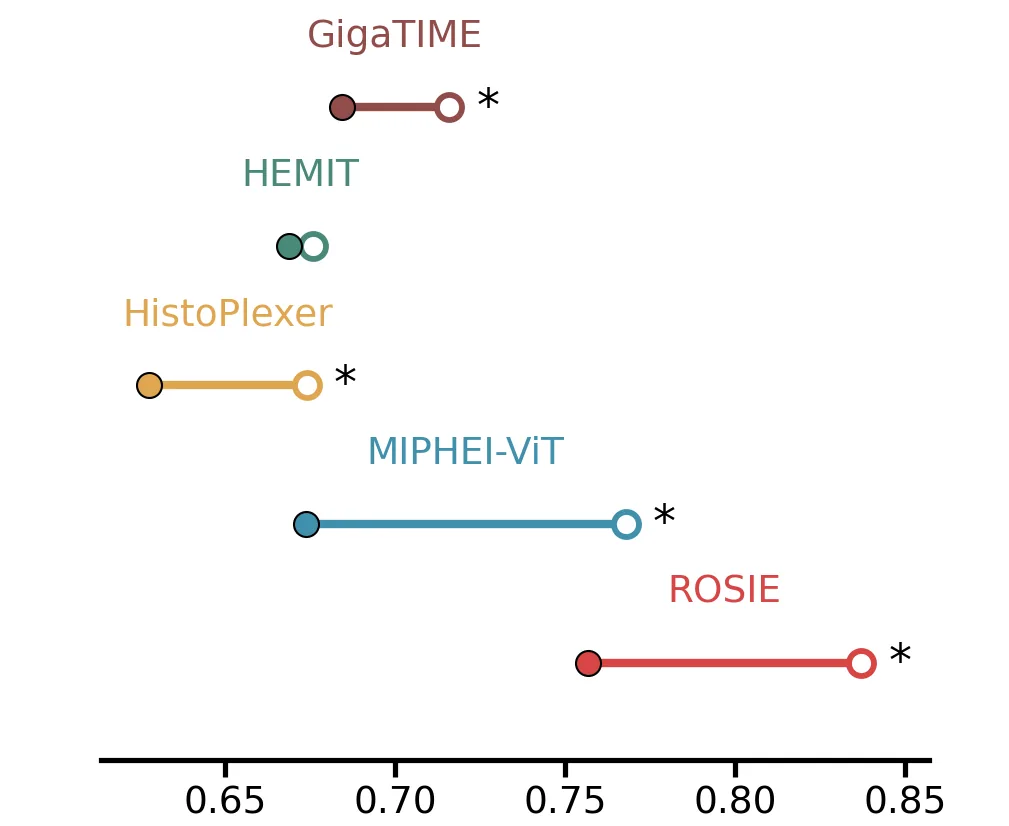 GigaTIME
*
HEMIT
HistoPlexer
*
MIPHEI-ViT
*
ROSIE
*
0.65 0.70 0.75 0.80 0.85